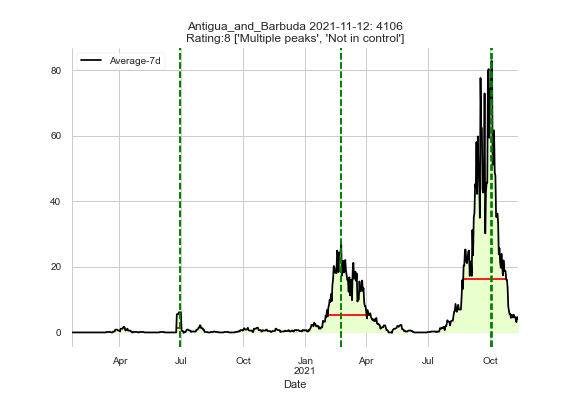 Antigua_and_Barbuda 2021-11-12: 4106
Rating:8 ['Multiple peaks', 'Not in control']
Average-7d
80
60
40
20
0
Apr Jul Oct Jan Apr Jul Oct
2021
Date